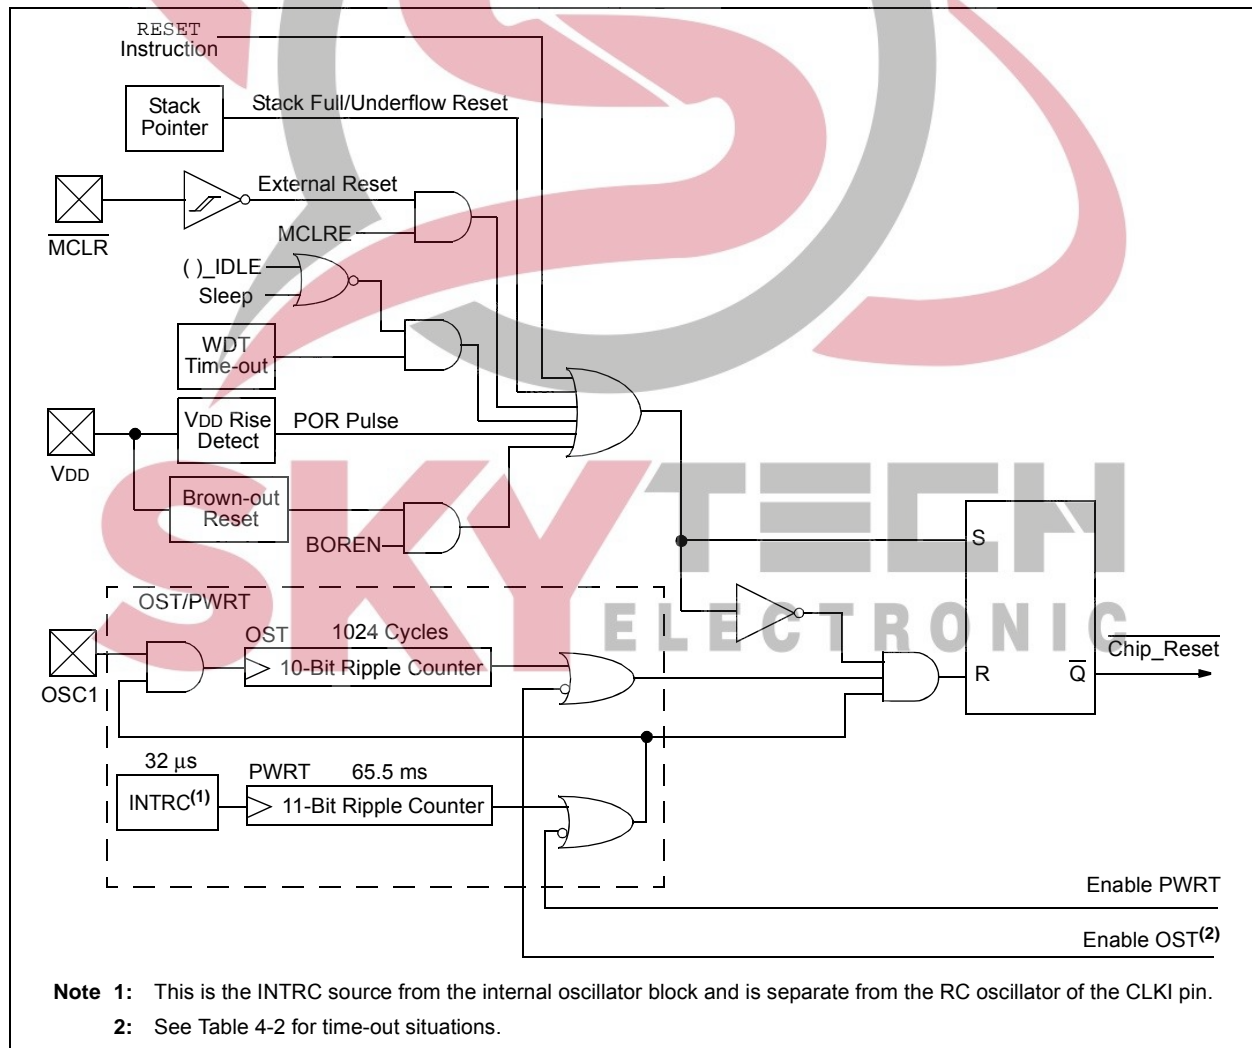 RESET
Instruction
Stack
Pointer
Stack Full/Underflow Reset
External Reset
MCLR
MCLRE
( )_IDLE
Sleep
WDT
Time-out
VDD Rise
Detect
POR Pulse
VDD
Brown-out
Reset
BOREN
SKYTECH
ELECTRONIC
S
OST/PWRT
OST
1024 Cycles
10-Bit Ripple Counter
OSC1
R
Q
Chip_Reset
32 μs
INTRC(1)
PWRT
65.5 ms
11-Bit Ripple Counter
Enable PWRT
Enable OST(2)
Note 1: This is the INTRC source from the internal oscillator block and is separate from the RC oscillator of the CLKI pin.
2: See Table 4-2 for time-out situations.